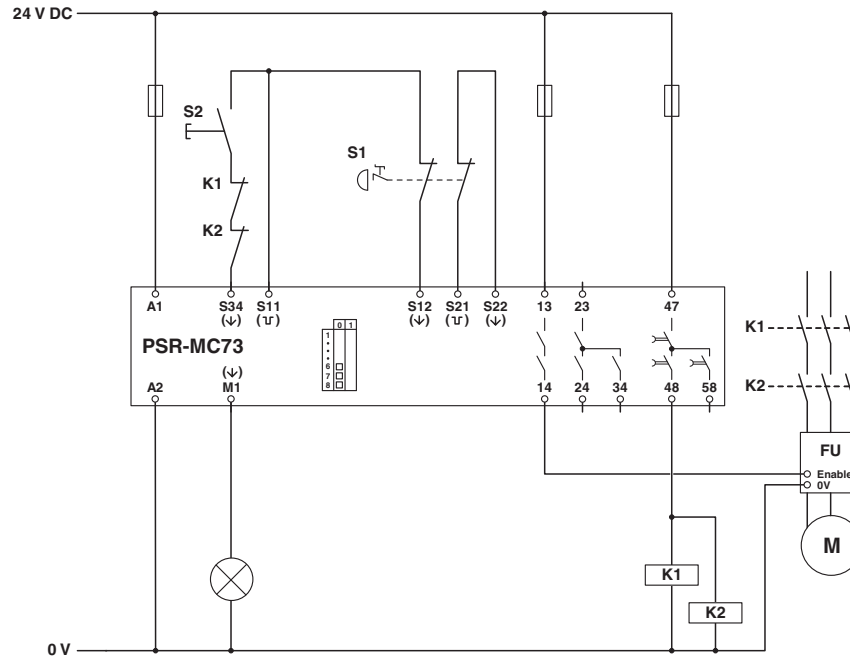 24 V DC
S2
S1
K1
K2
A1 S34 S11 S12 S21 S22 13 23 47
(↓) (⊓) (↓) (⊓) (↓)
0 1
1
PSR-MC73
6
7
8
(↓)
A2 M1 14 24 34 48 58
K1
K2
FU
Enable
0V
M
K1
K2
0 V